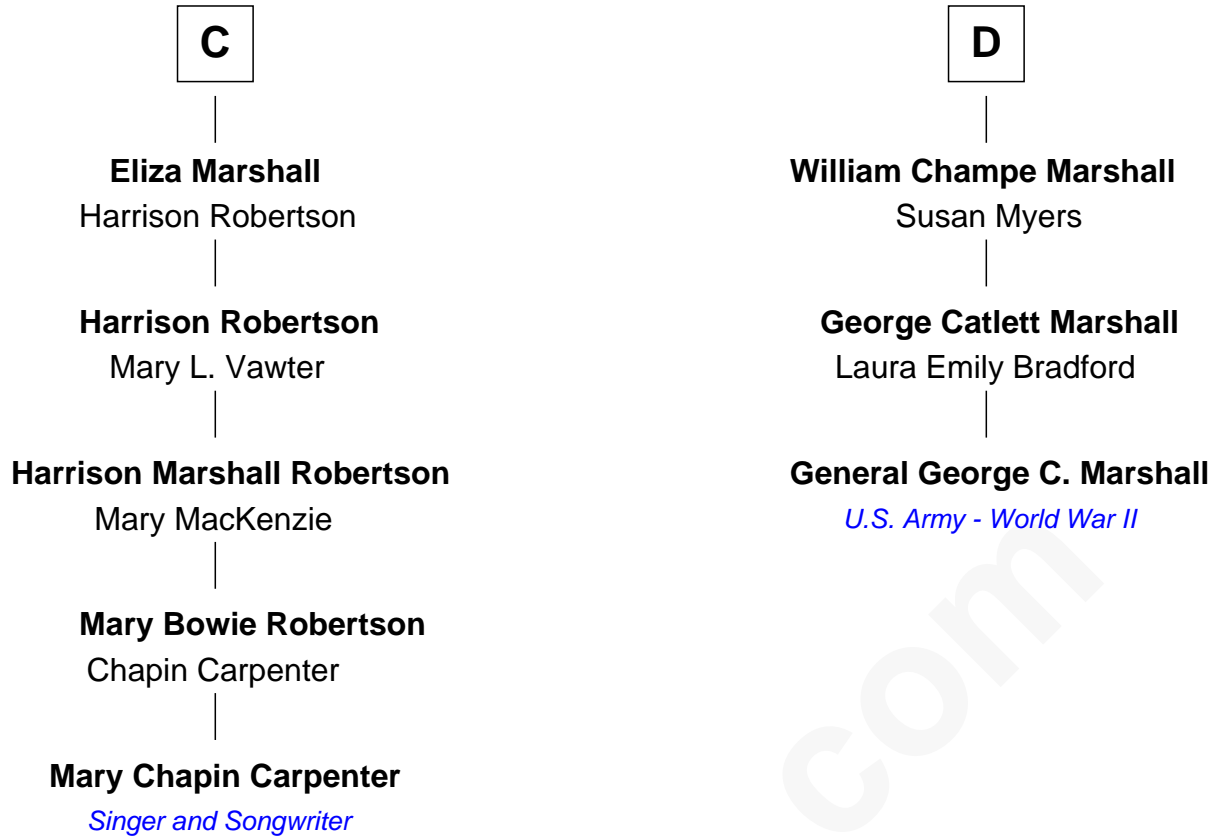 C
Eliza Marshall
Harrison Robertson
Harrison Robertson
Mary L. Vawter
Harrison Marshall Robertson
Mary MacKenzie
Mary Bowie Robertson
Chapin Carpenter
Mary Chapin Carpenter
Singer and Songwriter
D
William Champe Marshall
Susan Myers
George Catlett Marshall
Laura Emily Bradford
General George C. Marshall
U.S. Army - World War II
com